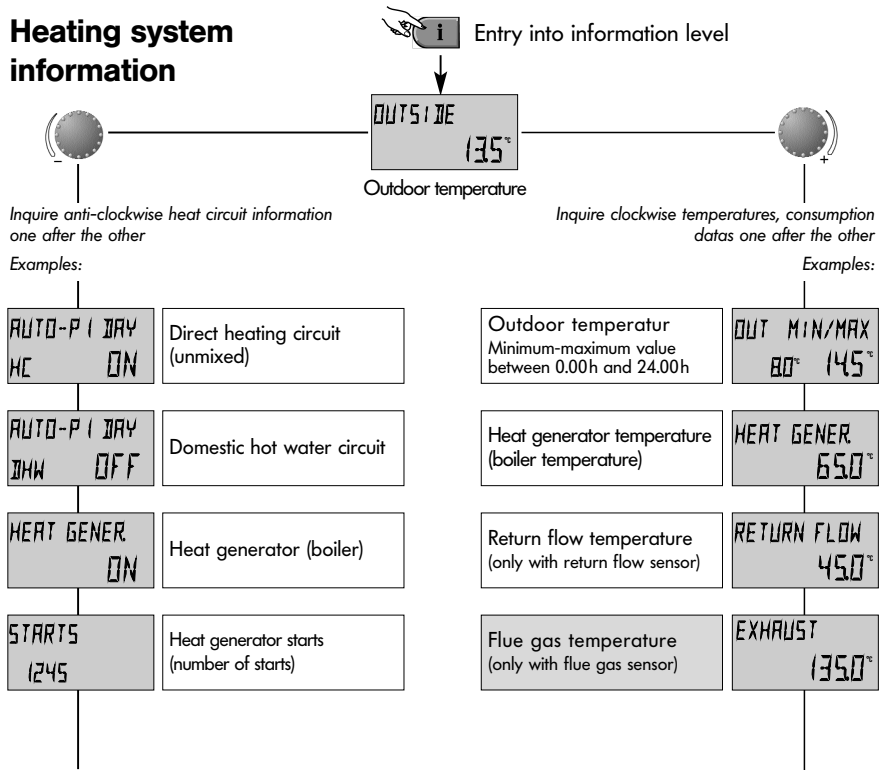 Heating system
information
i
Entry into information level
OUTSIDE
13.5°C
Outdoor temperature
−
+
Inquire anti-clockwise heat circuit information
one after the other
Examples:
Inquire clockwise temperatures, consumption
datas one after the other
Examples:
AUTO-P1 DAY
HC ON
Direct heating circuit
(unmixed)
AUTO-P1 DAY
DHW OFF
Domestic hot water circuit
HEAT GENER.
ON
Heat generator (boiler)
STARTS
1245
Heat generator starts
(number of starts)
Outdoor temperatur
Minimum-maximum value
between 0.00h and 24.00h
OUT MIN/MAX
8.0°C 14.5°C
Heat generator temperature
(boiler temperature)
HEAT GENER.
65.0°C
Return flow temperature
(only with return flow sensor)
RETURN FLOW
45.0°C
Flue gas temperature
(only with flue gas sensor)
EXHAUST
135.0°C